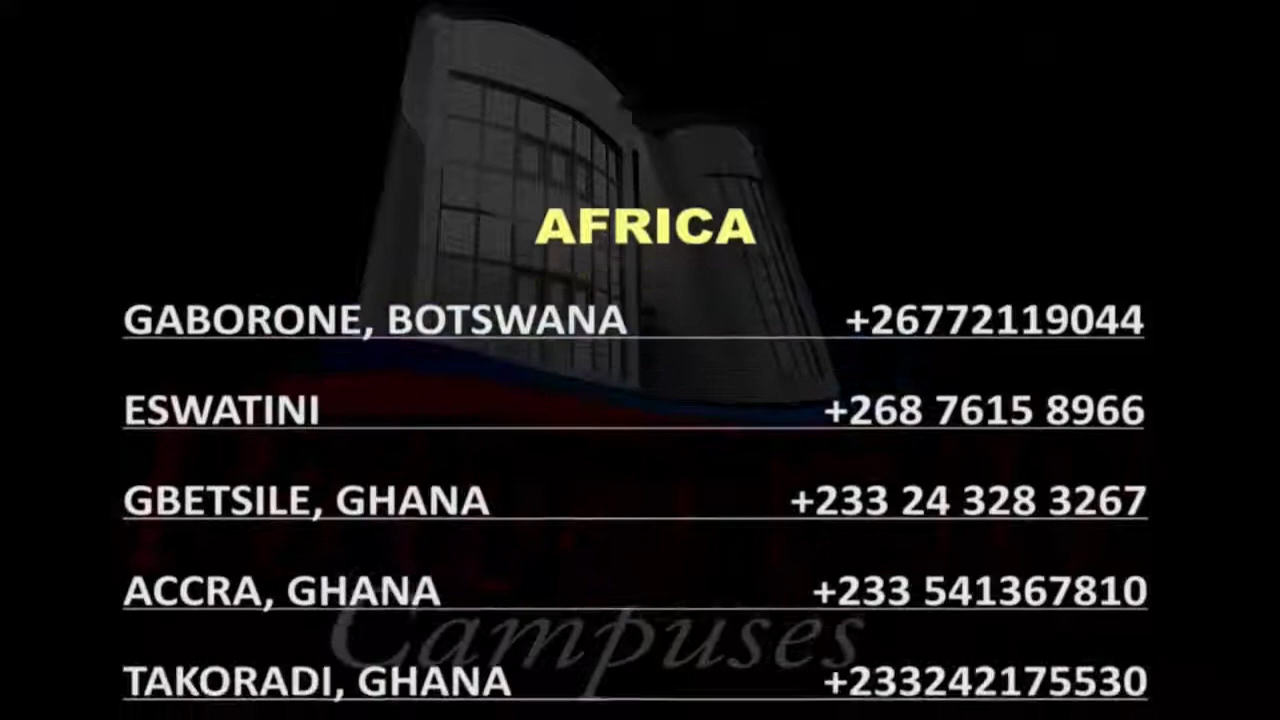 AFRICA
GABORONE, BOTSWANA +26772119044
ESWATINI +268 7615 8966
GBETSILE, GHANA +233 24 328 3267
ACCRA, GHANA +233 541367810
Campuses
TAKORADI, GHANA +233242175530